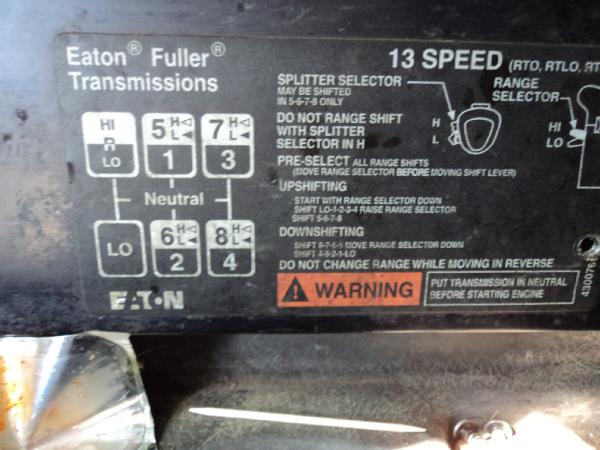 Eaton® Fuller®
Transmissions
13 SPEED (RTO, RTLO, RT
SPLITTER SELECTOR
MAY BE SHIFTED
IN 5-6-7-8 ONLY
RANGE
SELECTOR
H
L
HI
LO
DO NOT RANGE SHIFT
WITH SPLITTER
SELECTOR IN H
PRE-SELECT ALL RANGE SHIFTS
(MOVE RANGE SELECTOR BEFORE MOVING SHIFT LEVER)
UPSHIFTING
START WITH RANGE SELECTOR DOWN
SHIFT LO-1-2-3-4 RAISE RANGE SELECTOR
SHIFT 5-6-7-8
DOWNSHIFTING
SHIFT 8-7-6-5 MOVE RANGE SELECTOR DOWN
SHIFT 4-3-2-1-LO
DO NOT CHANGE RANGE WHILE MOVING IN REVERSE
WARNING
PUT TRANSMISSION IN NEUTRAL
BEFORE STARTING ENGINE
HI
R
LO
5 H L
1
7 H L
3
Neutral
LO
6 H L
2
8 H L
4
EATON